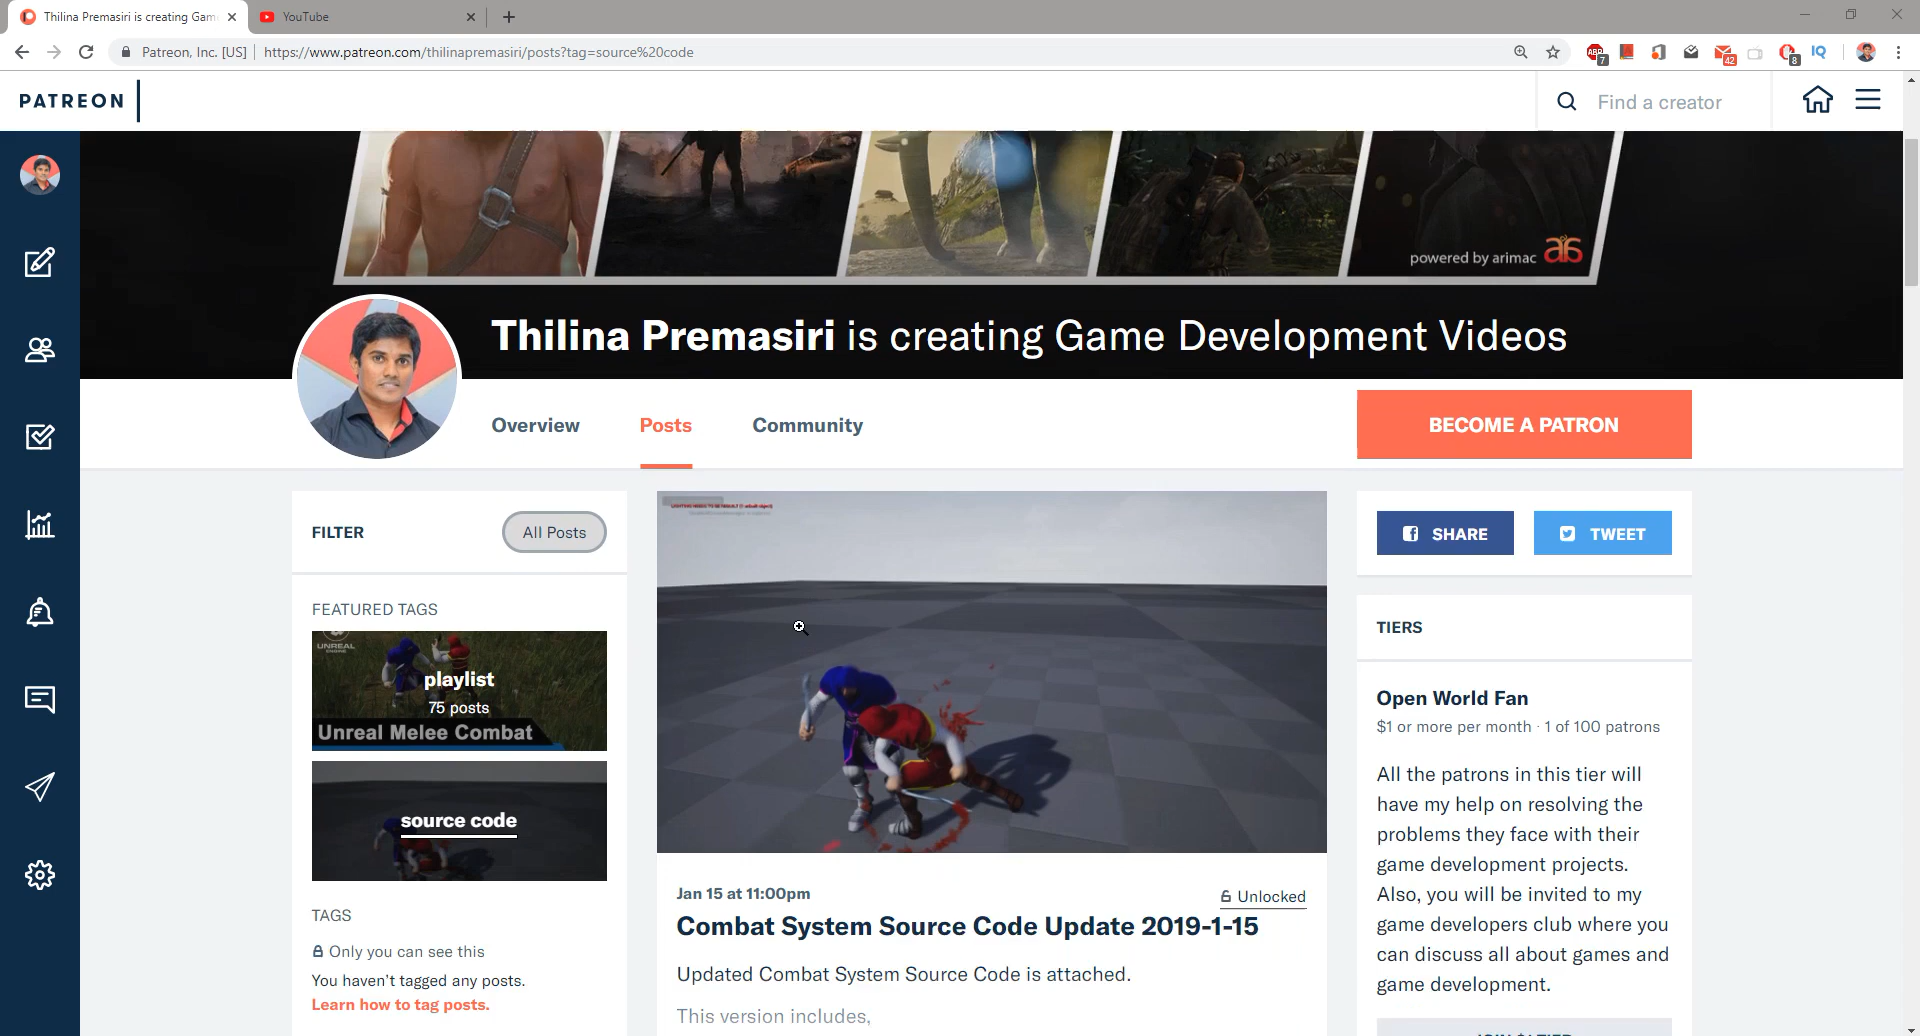 Thilina Premasiri is creating Gam
YouTube
Patreon, Inc. [US]
https://www.patreon.com/thilinapremasiri/posts?tag=source%20code
ABP
7
42
8
IQ
PATREON
Find a creator
powered by arimac
Thilina Premasiri is creating Game Development Videos
Overview
Posts
Community
BECOME A PATRON
FILTER
All Posts
FEATURED TAGS
UNREAL
ENGINE
playlist
75 posts
Unreal Melee Combat
source code
TAGS
Only you can see this
You haven't tagged any posts.
Learn how to tag posts.
Jan 15 at 11:00pm
Unlocked
Combat System Source Code Update 2019-1-15
Updated Combat System Source Code is attached.
This version includes,
SHARE
TWEET
TIERS
Open World Fan
$1 or more per month · 1 of 100 patrons
All the patrons in this tier will
have my help on resolving the
problems they face with their
game development projects.
Also, you will be invited to my
game developers club where you
can discuss all about games and
game development.